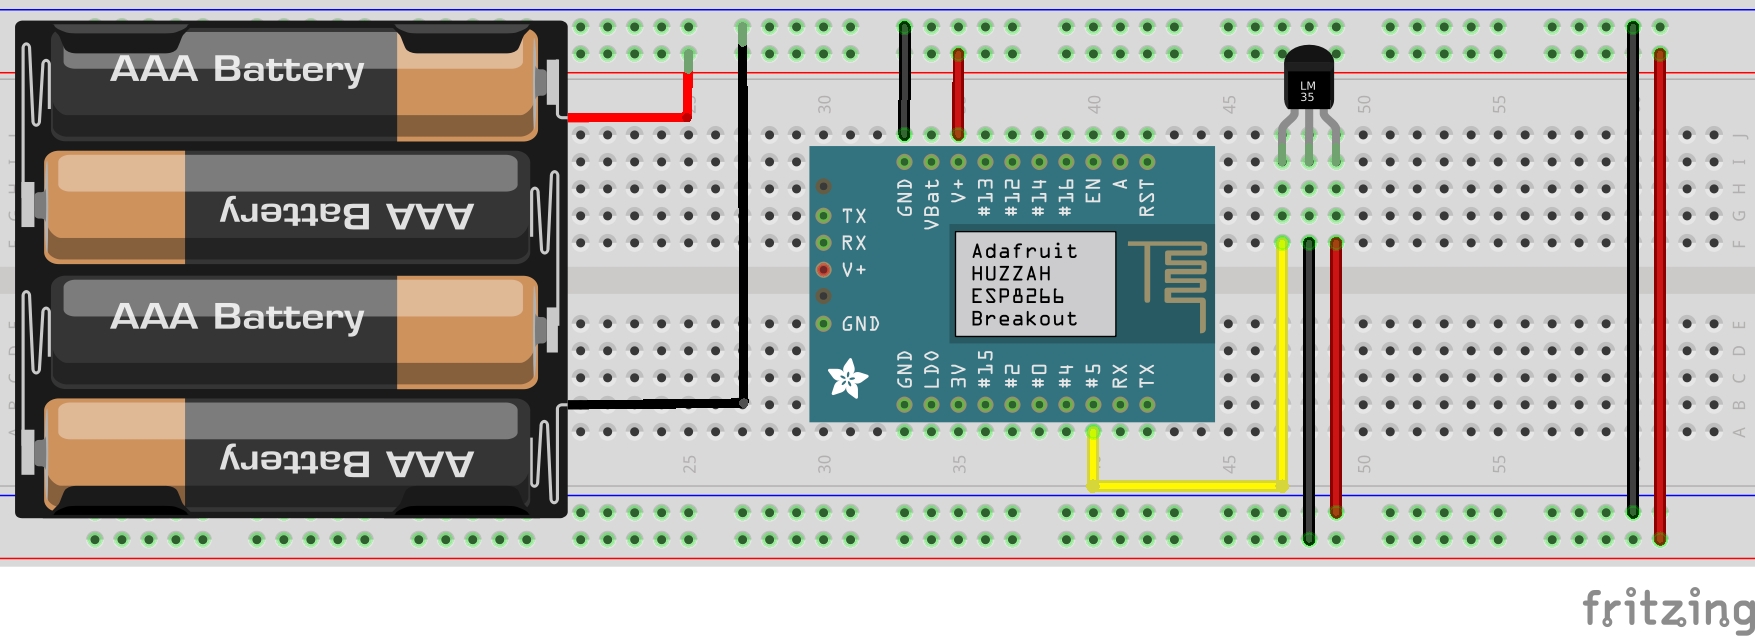 AAA Battery
AAA Battery
AAA Battery
AAA Battery
LM
35
25
30
35
40
45
50
55
J
I
H
G
F
GND
VBat
V+
#13
#12
#14
#16
EN
A
RST
TX
RX
V+
GND
Adafruit
HUZZAH
ESP8266
Breakout
GND
LDO
3V
#15
#2
#0
#4
#5
RX
TX
E
D
C
B
A
25
30
35
45
50
55
fritzing